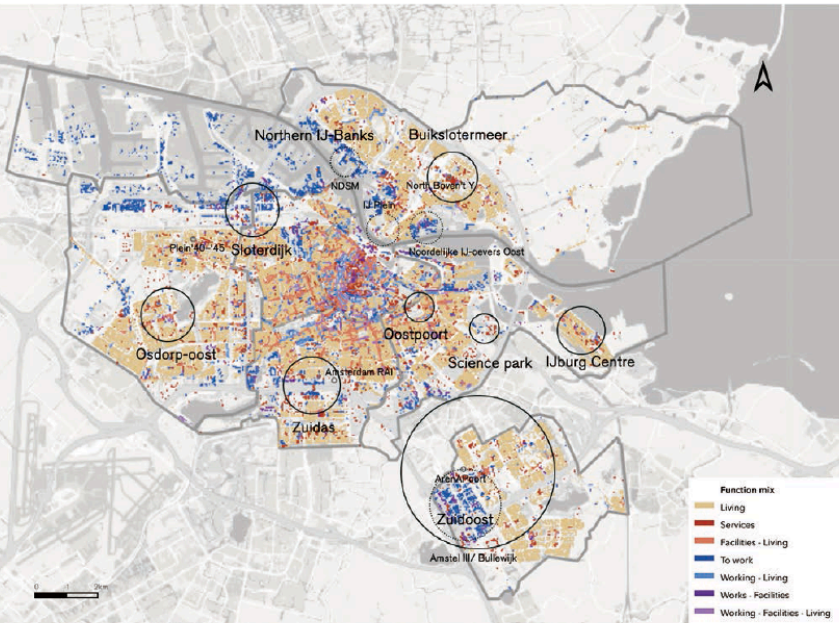 Northern IJ-Banks
Buikslotermeer
NDSM
North Boven't Y
IJ Plein
Plein '40-'45
Sloterdijk
Noordelijke IJ-oevers Oost
Osdorp-oost
Oostpoort
Science park
IJburg Centre
Amsterdam RAI
Zuidas
ArenAPoort
Zuidoost
Amstel III/ Bullewijk
0 1 2km
Function mix
Living
Services
Facilities - Living
To work
Working - Living
Works - Facilities
Working - Facilities - Living